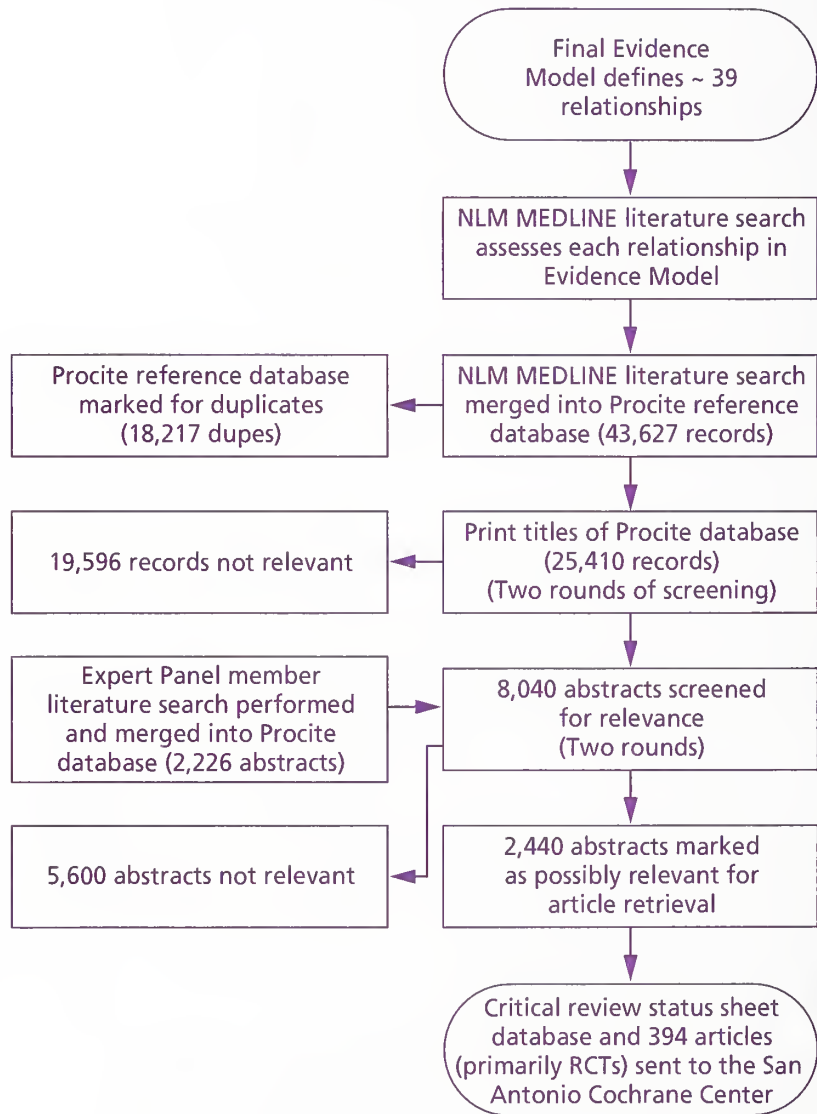 Final Evidence
Model defines ~ 39
relationships
NLM MEDLINE literature search
assesses each relationship in
Evidence Model
Procite reference database
marked for duplicates
(18,217 dupes)
NLM MEDLINE literature search
merged into Procite reference
database (43,627 records)
19,596 records not relevant
Print titles of Procite database
(25,410 records)
(Two rounds of screening)
Expert Panel member
literature search performed
and merged into Procite
database (2,226 abstracts)
8,040 abstracts screened
for relevance
(Two rounds)
5,600 abstracts not relevant
2,440 abstracts marked
as possibly relevant for
article retrieval
Critical review status sheet
database and 394 articles
(primarily RCTs) sent to the San
Antonio Cochrane Center